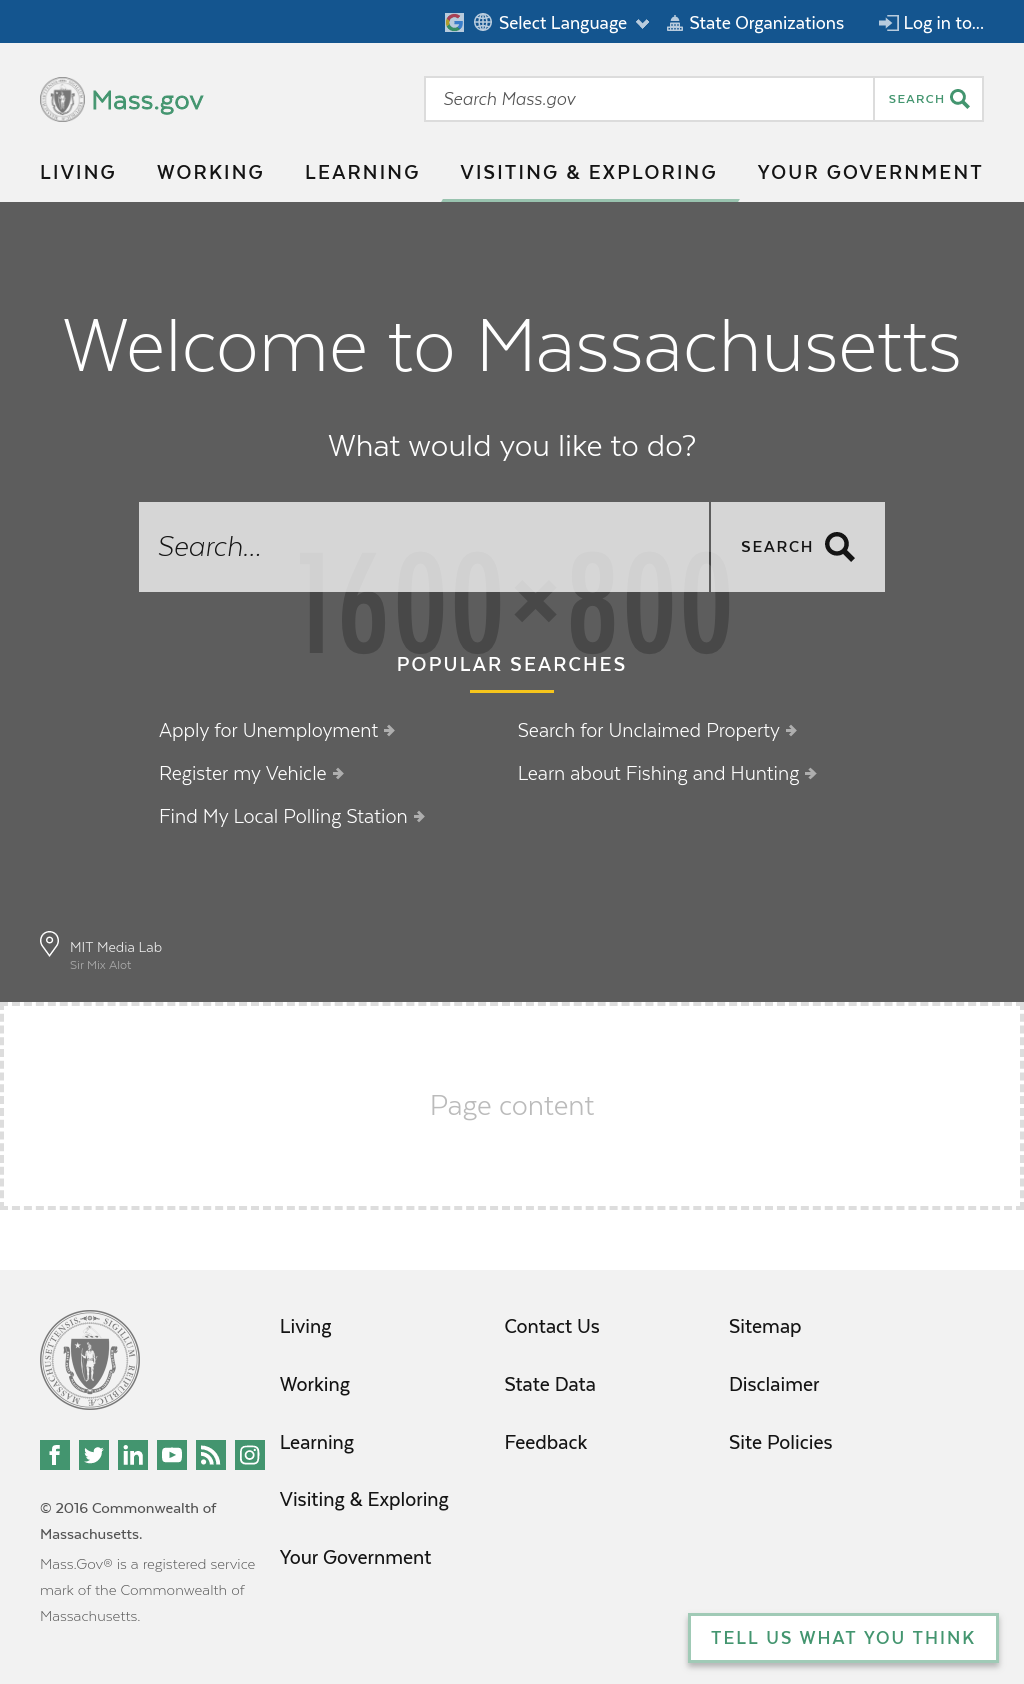 Select Language State Organizations Log in to...
Mass.gov
Search Mass.gov
SEARCH
LIVING WORKING LEARNING VISITING & EXPLORING YOUR GOVERNMENT
Welcome to Massachusetts
What would you like to do?
Search...
SEARCH
1600×800
POPULAR SEARCHES
Apply for Unemployment
Search for Unclaimed Property
Register my Vehicle
Learn about Fishing and Hunting
Find My Local Polling Station
MIT Media Lab
Sir Mix Alot
Page content
Living
Working
Learning
Visiting & Exploring
Your Government
Contact Us
State Data
Feedback
Sitemap
Disclaimer
Site Policies
© 2016 Commonwealth of
Massachusetts.
Mass.Gov® is a registered service
mark of the Commonwealth of
Massachusetts.
TELL US WHAT YOU THINK